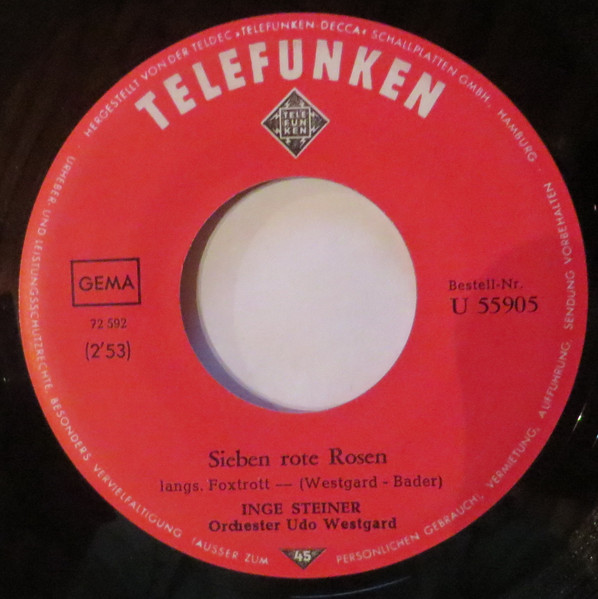 HERGESTELLT VON DER TELDEC »TELEFUNKEN-DECCA« SCHALLPLATTEN GMBH., HAMBURG · SENDUNG VORBEHALTEN
URHEBER- UND LEISTUNGSSCHUTZRECHTE, BESONDERS VERVIELFÄLTIGUNG (AUSSER ZUM PERSÖNLICHEN GEBRAUCH), VERMIETUNG, AUFFÜHRUNG,
TELEFUNKEN
TELE
FUN
KEN
GEMA
72 592
(2'53)
Bestell-Nr.
U 55905
Sieben rote Rosen
langs. Foxtrott — (Westgard - Bader)
INGE STEINER
Orchester Udo Westgard
45